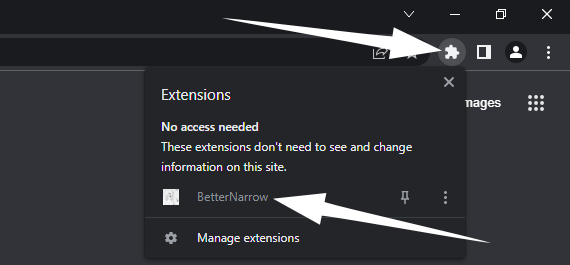 mages
Extensions
No access needed
These extensions don't need to see and change
information on this site.
BetterNarrow
Manage extensions